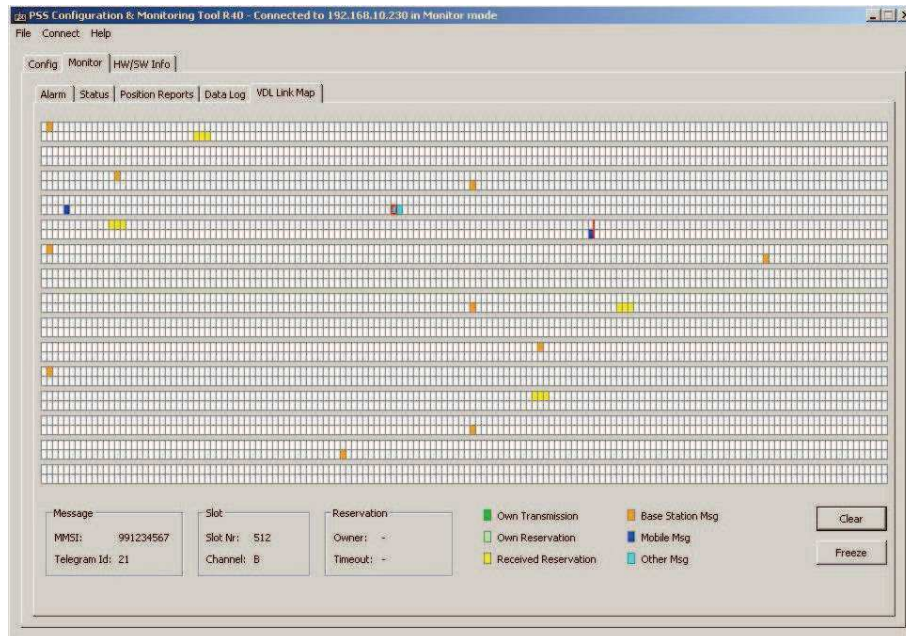 PSS Configuration & Monitoring Tool R40 - Connected to 192.168.10.230 in Monitor mode
File Connect Help
Config Monitor HW/SW Info
Alarm Status Position Reports Data Log VDL Link Map
Message
MMSI: 991234567
Telegram Id: 21
Slot
Slot Nr: 512
Channel: B
Reservation
Owner: -
Timeout: -
Own Transmission
Own Reservation
Received Reservation
Base Station Msg
Mobile Msg
Other Msg
Clear
Freeze